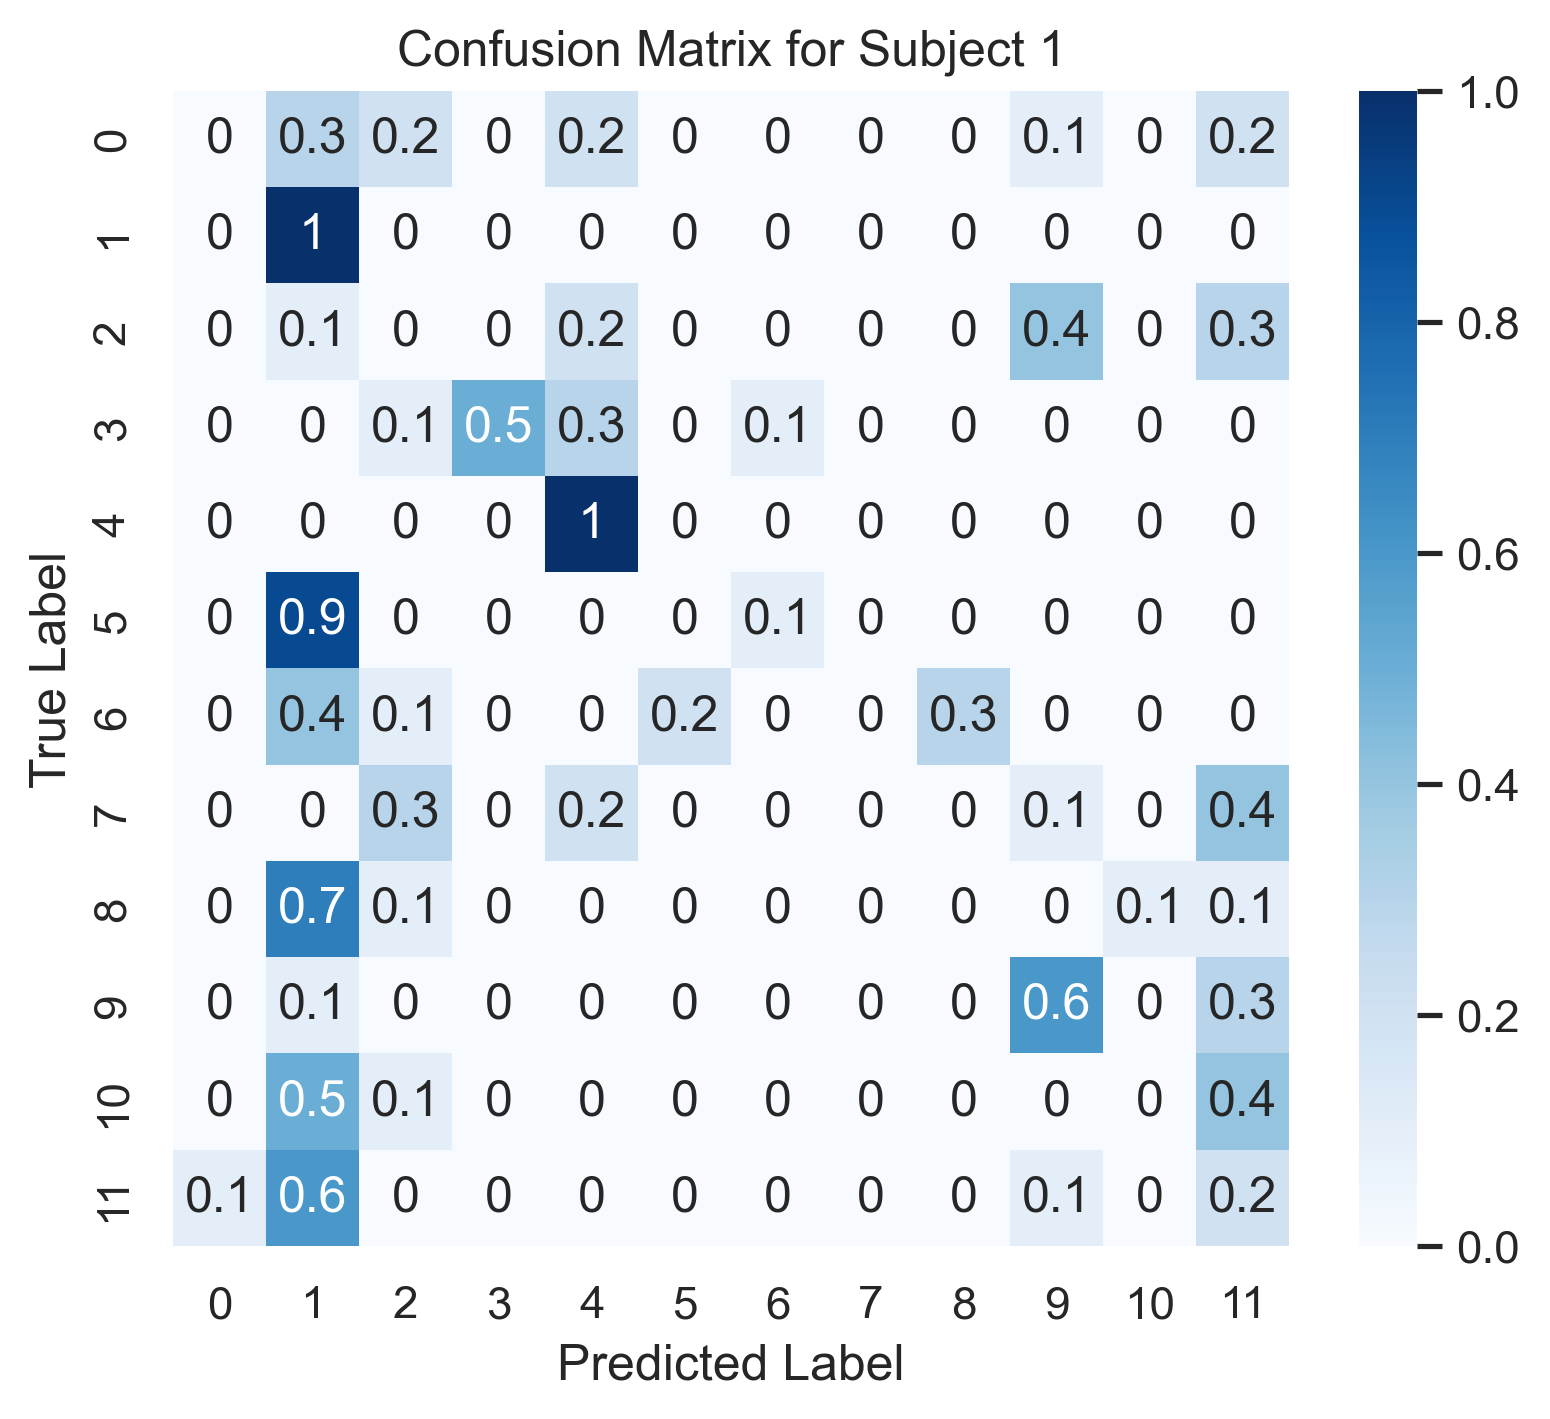 Confusion Matrix for Subject 1
0 0 0.3 0.2 0 0.2 0 0 0 0 0.1 0 0.2
1 0 1 0 0 0 0 0 0 0 0 0 0
2 0 0.1 0 0 0.2 0 0 0 0 0.4 0 0.3
3 0 0 0.1 0.5 0.3 0 0.1 0 0 0 0 0
4 0 0 0 0 1 0 0 0 0 0 0 0
5 0 0.9 0 0 0 0 0.1 0 0 0 0 0
6 0 0.4 0.1 0 0 0.2 0 0 0.3 0 0 0
7 0 0 0.3 0 0.2 0 0 0 0 0.1 0 0.4
8 0 0.7 0.1 0 0 0 0 0 0 0 0.1 0.1
9 0 0.1 0 0 0 0 0 0 0 0.6 0 0.3
10 0 0.5 0.1 0 0 0 0 0 0 0 0 0.4
11 0.1 0.6 0 0 0 0 0 0 0 0.1 0 0.2
0 1 2 3 4 5 6 7 8 9 10 11
Predicted Label
True Label
1.0
0.8
0.6
0.4
0.2
0.0